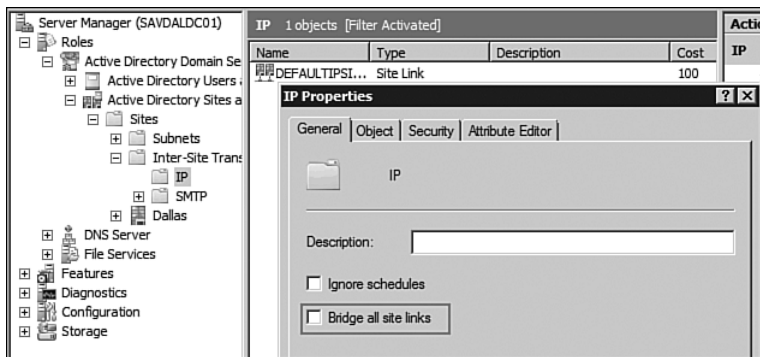 Server Manager (SAVDALDC01)
Roles
Active Directory Domain Se
Active Directory Users
Active Directory Sites a
Sites
Subnets
Inter-Site Trans
IP
SMTP
Dallas
DNS Server
File Services
Features
Diagnostics
Configuration
Storage
IP 1 objects [Filter Activated]
Name Type Description Cost
DEFAULTIPSI... Site Link 100
Actio
IP
IP Properties
General Object Security Attribute Editor
IP
Description:
Ignore schedules
Bridge all site links